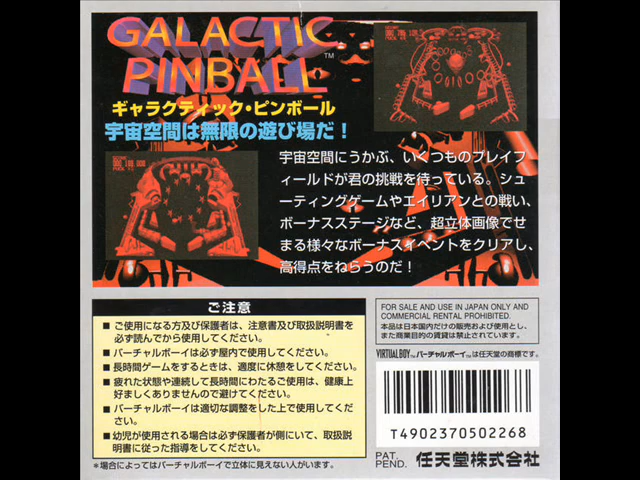 GALACTIC
PINBALL™
ギャラクティック・ピンボール
宇宙空間は無限の遊び場だ!
宇宙空間にうかぶ、いくつものプレイフ
ィールドが君の挑戦を待っている。シュ
ーティングゲームやエイリアンとの戦い、
ボーナスステージなど、超立体画像でせ
まる様々なボーナスイベントをクリアし、
高得点をねらうのだ!
ご注意
■ご使用になる方及び保護者は、注意書及び取扱説明書を
必ず読んでから使用してください。
■バーチャルボーイは必ず屋内で使用してください。
■長時間ゲームをするときは、適度に休憩をしてください。
■疲れた状態や連続して長時間にわたるご使用は、健康上
好ましくありませんので避けてください。
■バーチャルボーイは適切な調整をした上で使用してくだ
さい。
■幼児が使用される場合は必ず保護者が側にいて、取扱説
明書に従った指導をしてください。
*場合によってはバーチャルボーイで立体に見えない人がいます。
FOR SALE AND USE IN JAPAN ONLY AND
COMMERCIAL RENTAL PROHIBITED.
本品は日本国内だけの販売および使用とし、
また商業目的の賃貸は禁止されています。
VIRTUAL BOY™バーチャルボーイ™は任天堂の商標です。
T4902370502268
PAT.
PEND. 任天堂株式会社